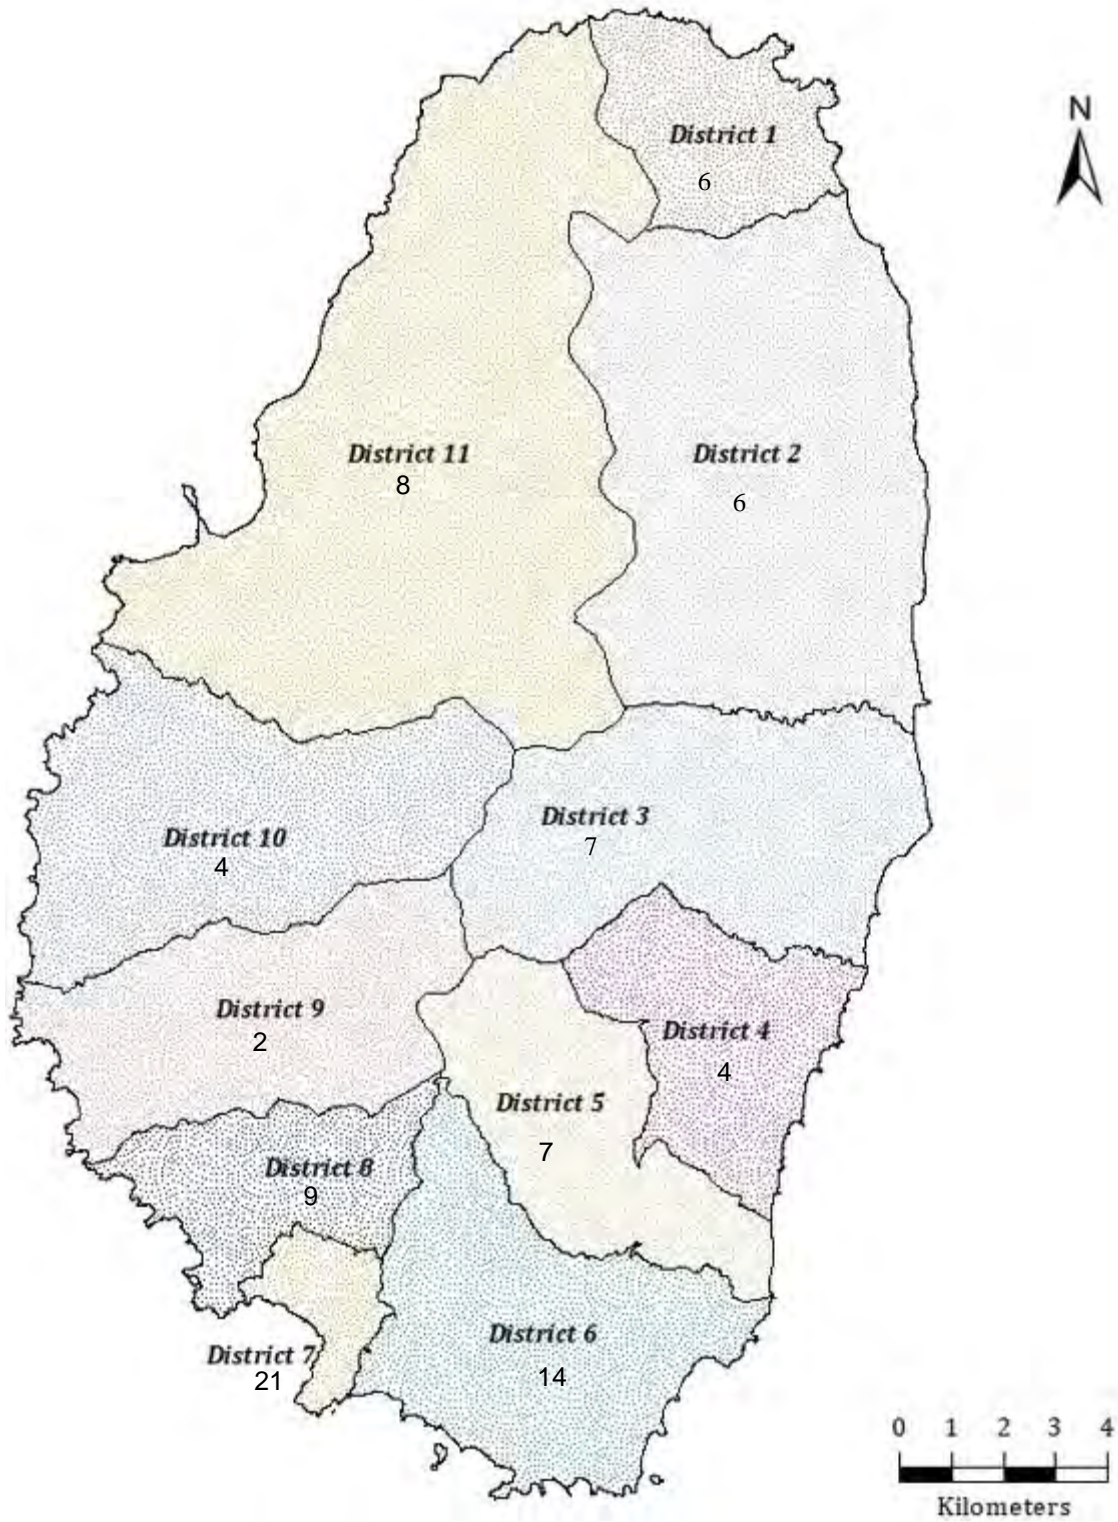 N
District 1
6
District 11
8
District 2
6
District 3
7
District 10
4
District 9
2
District 4
4
District 5
7
District 8
9
District 6
14
District 7
21
0 1 2 3 4
Kilometers